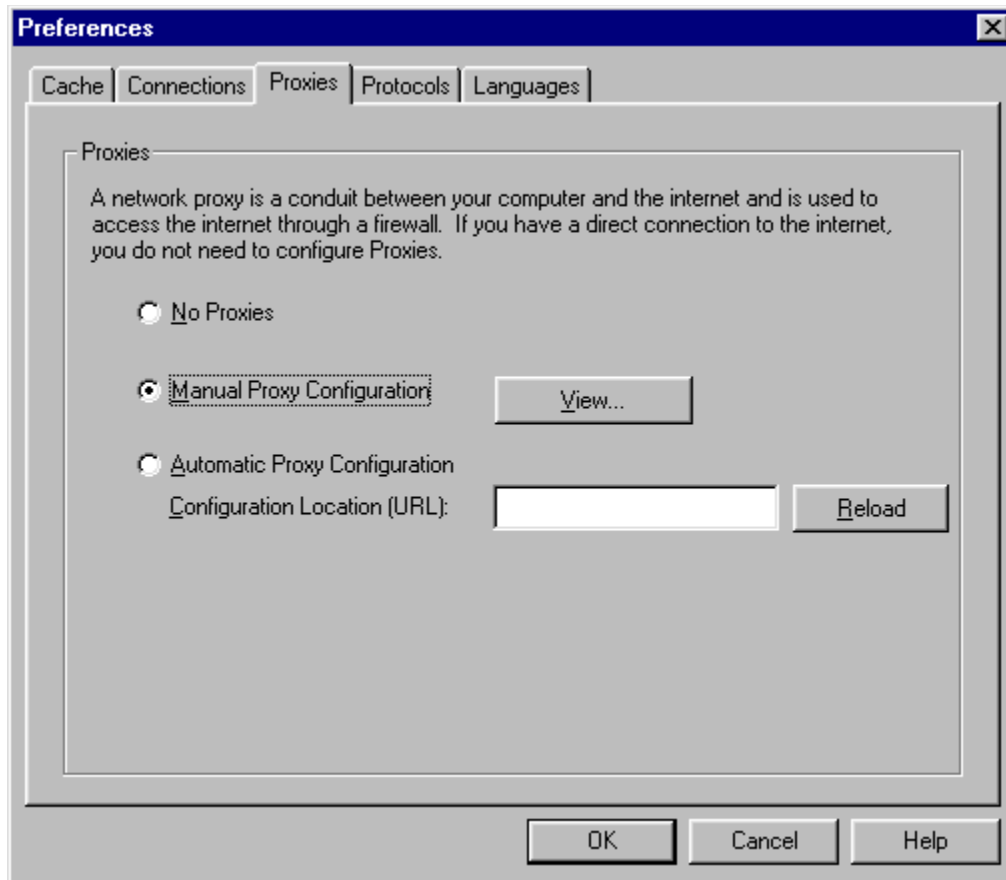 Preferences
Cache Connections Proxies Protocols Languages
Proxies
A network proxy is a conduit between your computer and the internet and is used to
access the internet through a firewall.  If you have a direct connection to the internet,
you do not need to configure Proxies.
No Proxies
Manual Proxy Configuration View...
Automatic Proxy Configuration
Configuration Location (URL): Reload
OK Cancel Help